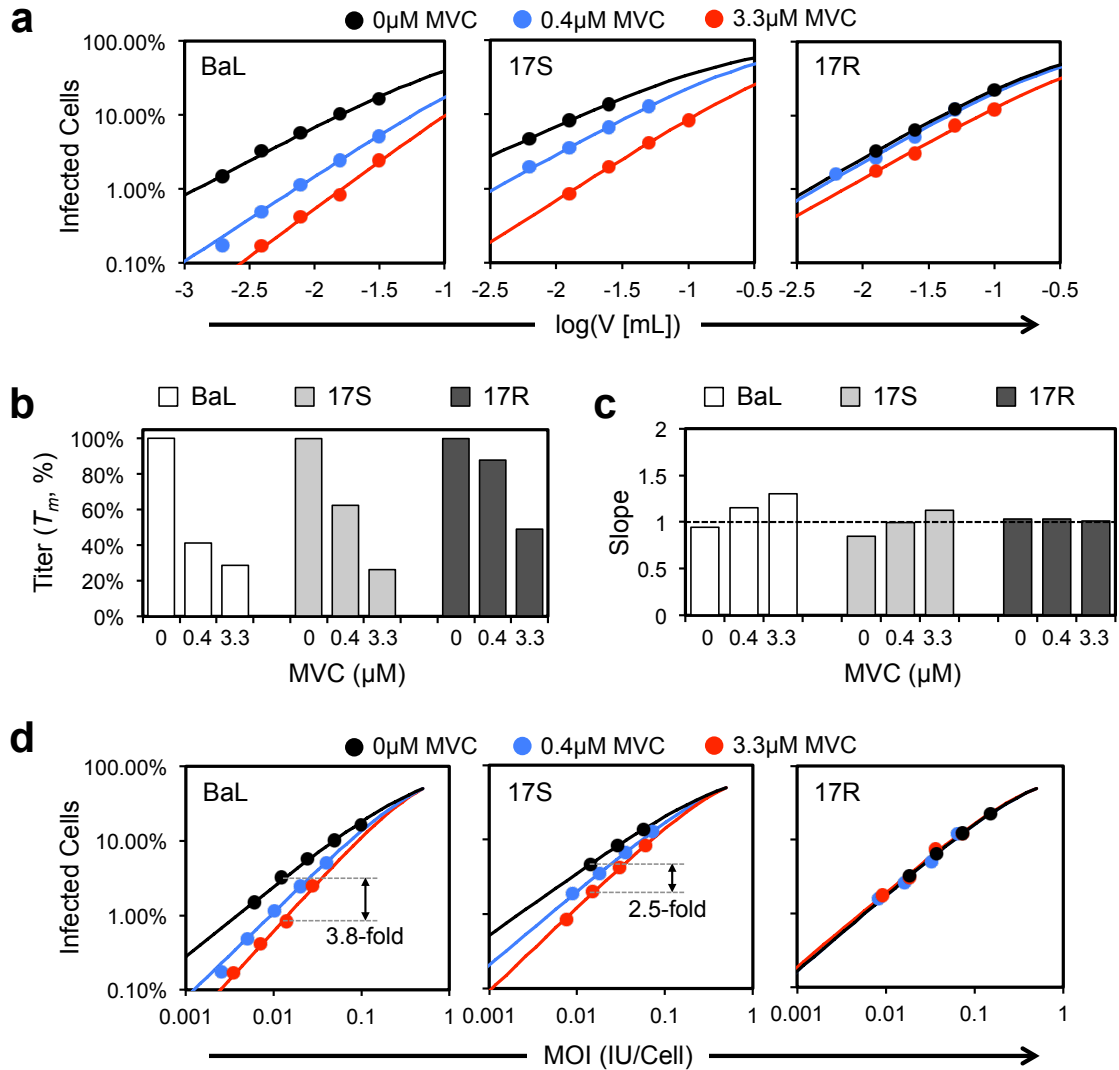 a
0µM MVC 0.4µM MVC 3.3µM MVC
BaL 17S 17R
Infected Cells
100.00%
10.00%
1.00%
0.10%
-3 -2.5 -2 -1.5 -1 -2.5 -2 -1.5 -1 -0.5 -2.5 -2 -1.5 -1 -0.5
log(V [mL])
b
BaL 17S 17R
Titer (Tm, %)
100%
80%
60%
40%
20%
0%
0 0.4 3.3 0 0.4 3.3 0 0.4 3.3
MVC (µM)
c
BaL 17S 17R
Slope
2
1.5
1
0.5
0
0 0.4 3.3 0 0.4 3.3 0 0.4 3.3
MVC (µM)
d
0µM MVC 0.4µM MVC 3.3µM MVC
BaL 17S 17R
Infected Cells
100.00%
10.00%
1.00%
0.10%
3.8-fold 2.5-fold
0.001 0.01 0.1 1 0.001 0.01 0.1 1 0.001 0.01 0.1 1
MOI (IU/Cell)